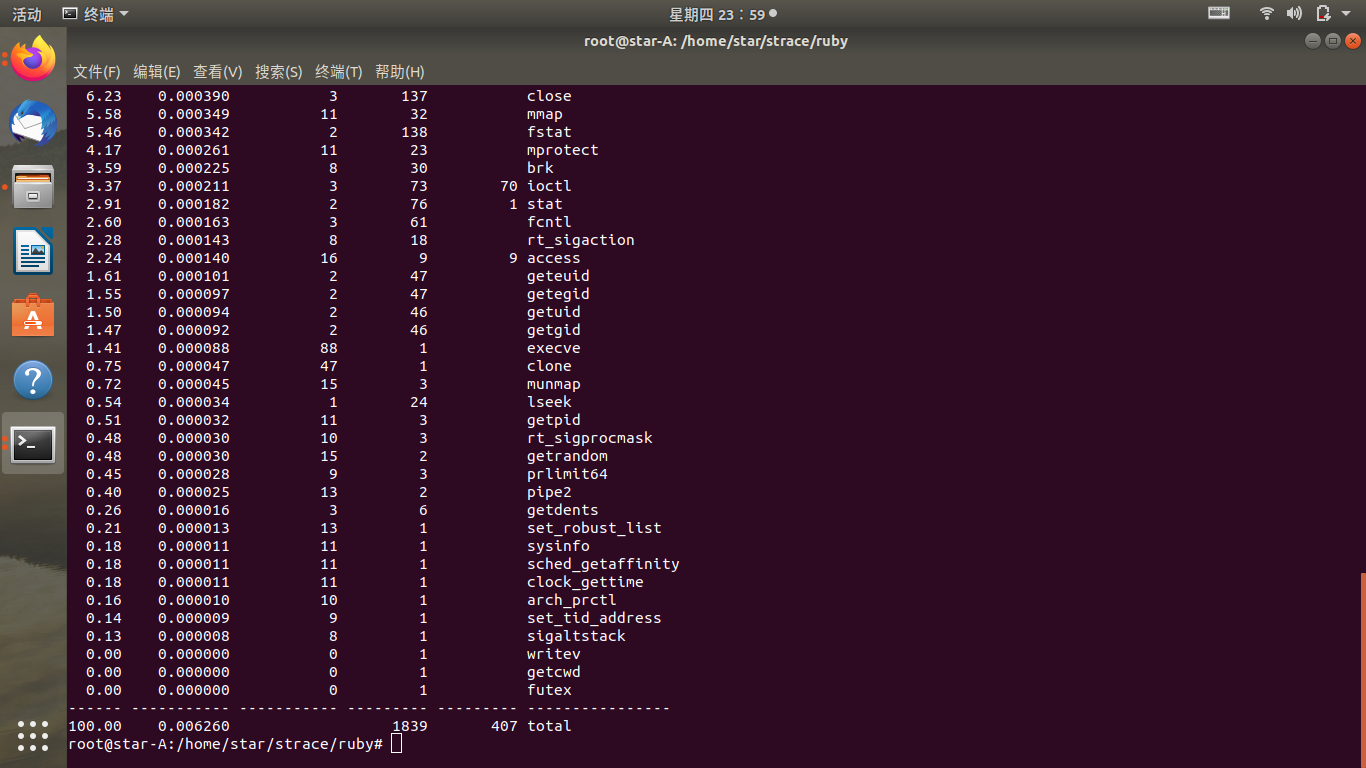 活动 终端 星期四 23：59
root@star-A: /home/star/strace/ruby
文件(F) 编辑(E) 查看(V) 搜索(S) 终端(T) 帮助(H)
6.23 0.000390 3 137 close
5.58 0.000349 11 32 mmap
5.46 0.000342 2 138 fstat
4.17 0.000261 11 23 mprotect
3.59 0.000225 8 30 brk
3.37 0.000211 3 73 70 ioctl
2.91 0.000182 2 76 1 stat
2.60 0.000163 3 61 fcntl
2.28 0.000143 8 18 rt_sigaction
2.24 0.000140 16 9 9 access
1.61 0.000101 2 47 geteuid
1.55 0.000097 2 47 getegid
1.50 0.000094 2 46 getuid
1.47 0.000092 2 46 getgid
1.41 0.000088 88 1 execve
0.75 0.000047 47 1 clone
0.72 0.000045 15 3 munmap
0.54 0.000034 1 24 lseek
0.51 0.000032 11 3 getpid
0.48 0.000030 10 3 rt_sigprocmask
0.48 0.000030 15 2 getrandom
0.45 0.000028 9 3 prlimit64
0.40 0.000025 13 2 pipe2
0.26 0.000016 3 6 getdents
0.21 0.000013 13 1 set_robust_list
0.18 0.000011 11 1 sysinfo
0.18 0.000011 11 1 sched_getaffinity
0.18 0.000011 11 1 clock_gettime
0.16 0.000010 10 1 arch_prctl
0.14 0.000009 9 1 set_tid_address
0.13 0.000008 8 1 sigaltstack
0.00 0.000000 0 1 writev
0.00 0.000000 0 1 getcwd
0.00 0.000000 0 1 futex
------ ----------- ----------- --------- --------- ----------------
100.00 0.006260 1839 407 total
root@star-A:/home/star/strace/ruby#